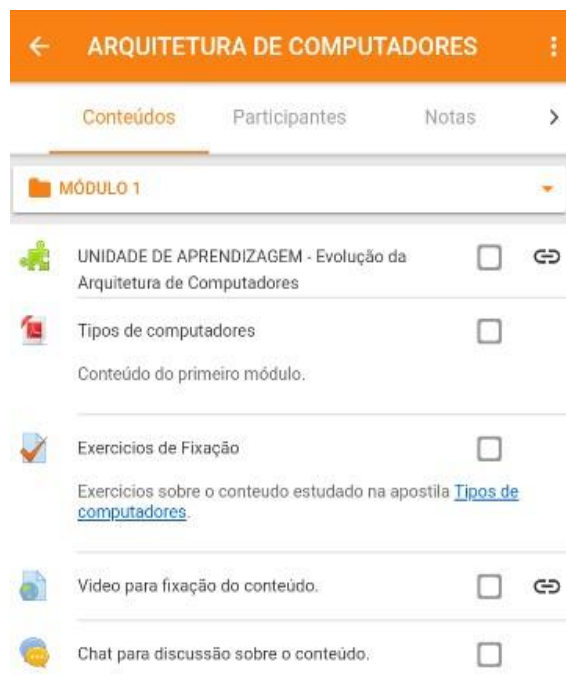 ARQUITETURA DE COMPUTADORES
Conteúdos Participantes Notas
MÓDULO 1
UNIDADE DE APRENDIZAGEM - Evolução da
Arquitetura de Computadores
Tipos de computadores
Conteúdo do primeiro módulo.
Exercicios de Fixação
Exercicios sobre o conteudo estudado na apostila Tipos de
computadores.
Video para fixação do conteúdo.
Chat para discussão sobre o conteúdo.